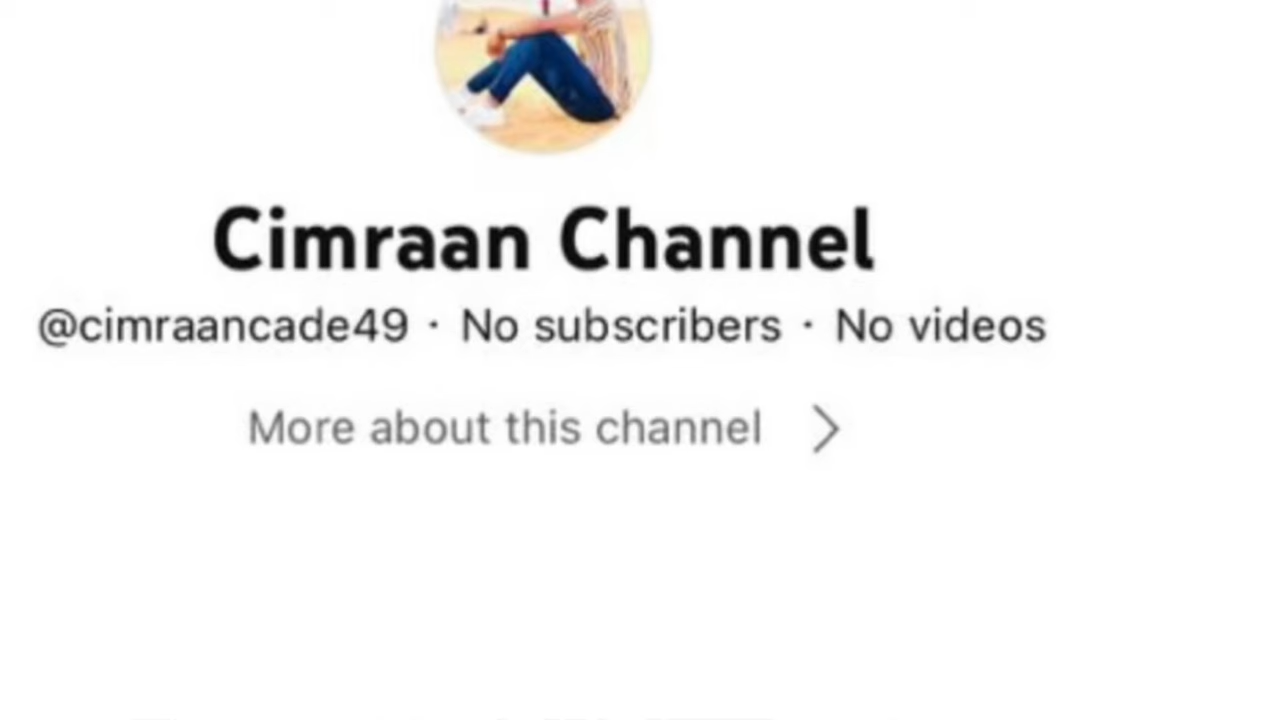 Cimraan Channel
@cimraancade49 · No subscribers · No videos
More about this channel